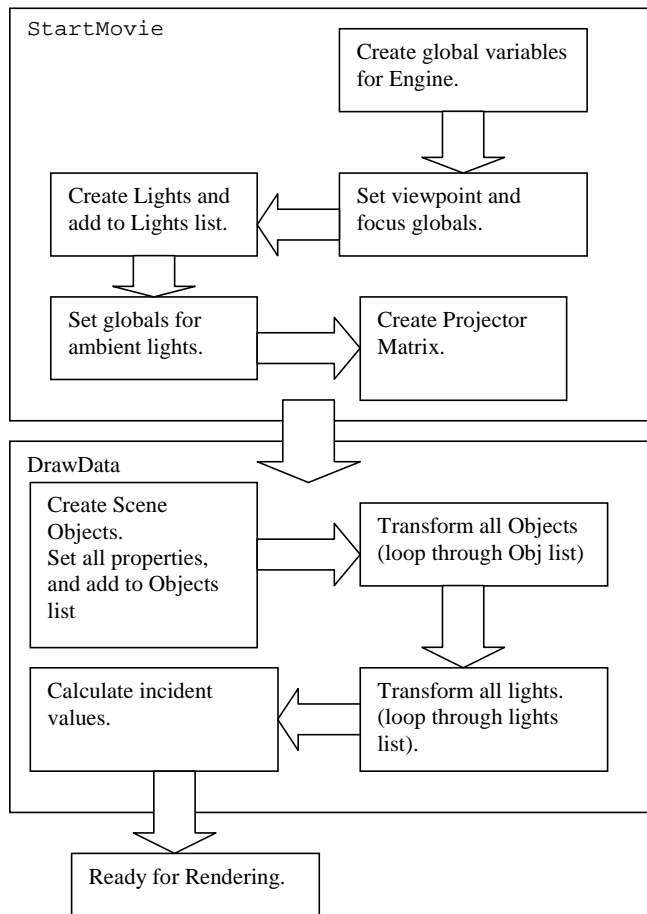 StartMovie
Create global variables
for Engine.
Set viewpoint and
focus globals.
Create Lights and
add to Lights list.
Set globals for
ambient lights.
Create Projector
Matrix.
DrawData
Create Scene
Objects.
Set all properties,
and add to Objects
list
Transform all Objects
(loop through Obj list)
Transform all lights.
(loop through lights
list).
Calculate incident
values.
Ready for Rendering.